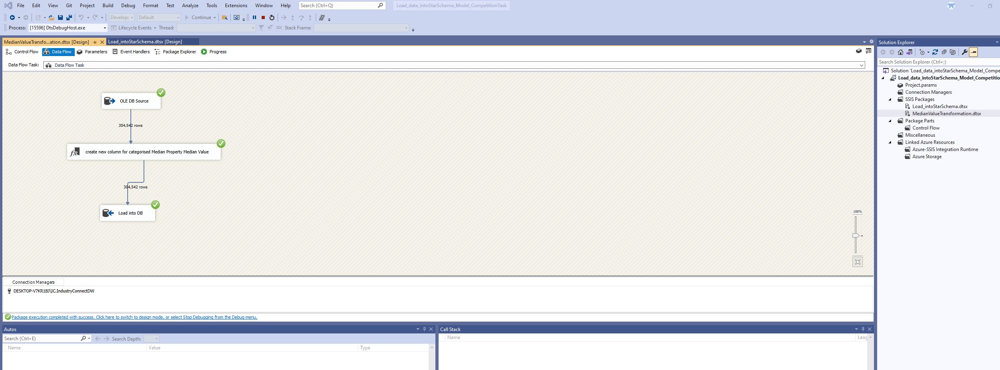 File Edit View Git Project Build Debug Format Test Analyze Tools Extensions Window Help Search (Ctrl+Q) Load_data_intoStarSchema_Model_CompetitionTask
Develop Default Continue
Process: [15596] DtsDebugHost.exe Lifecycle Events Thread: Stack Frame:
MedianValueTransfo...ation.dtsx [Design] Load_intoStarSchema.dtsx [Design]
Control Flow Data Flow Parameters Event Handlers Package Explorer Progress
Data Flow Task: Data Flow Task
OLE DB Source
304,542 rows
create new column for categorised Median Property Median Value
304,542 rows
Load into DB
100%
Connection Managers
DESKTOP-V7KR1BJ\IC.IndustryConnectDW
Package execution completed with success. Click here to switch to design mode, or select Stop Debugging from the Debug menu.
Autos
Search (Ctrl+E) Search Depth:
Name Value Type
Call Stack
Name Lang
Solution Explorer
Search Solution Explorer (Ctrl+;)
Solution 'Load_data_intoStarSchema_Model_Compe
Load_data_intoStarSchema_Model_Competitio
Project.params
Connection Managers
SSIS Packages
Load_intoStarSchema.dtsx
MedianValueTransformation.dtsx
Package Parts
Control Flow
Miscellaneous
Linked Azure Resources
Azure-SSIS Integration Runtime
Azure Storage